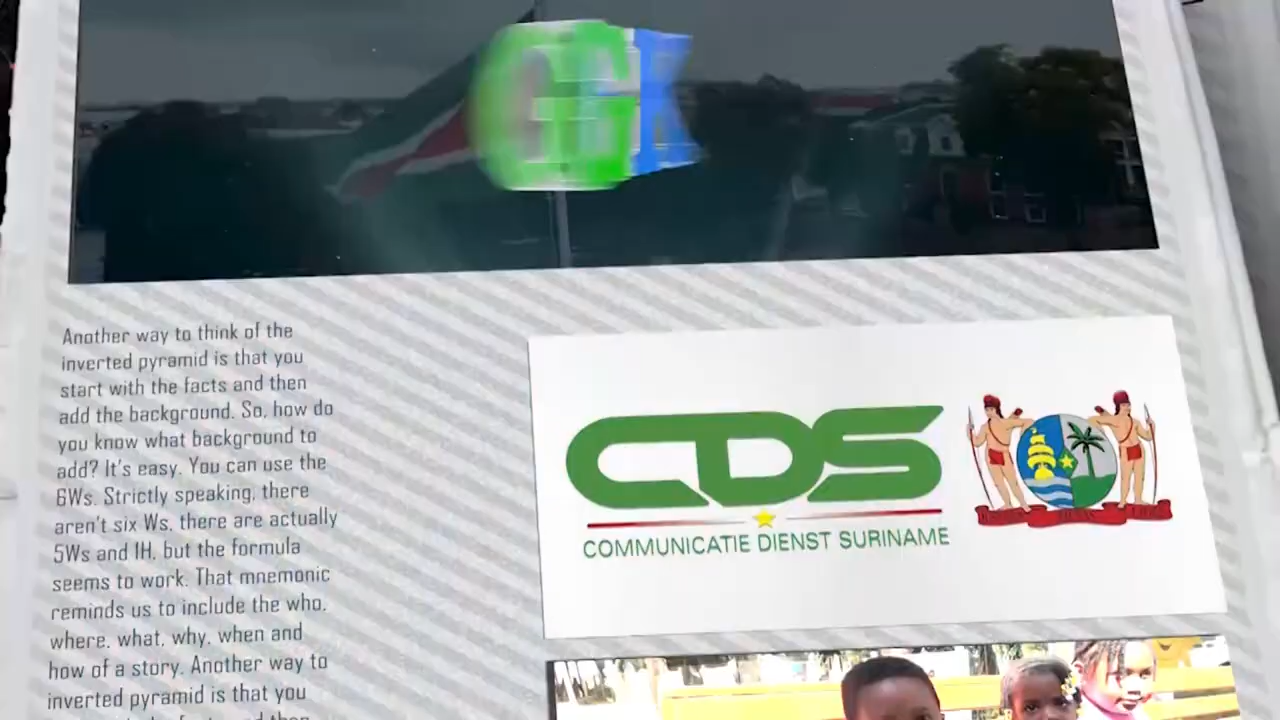 GGK
Another way to think of the
inverted pyramid is that you
start with the facts and then
add the background. So, how do
you know what background to
add? It's easy. You can use the
6Ws. Strictly speaking, there
aren't six Ws, there are actually
5Ws and 1H, but the formula
seems to work. That mnemonic
reminds us to include the who,
where, what, why, when and
how of a story. Another way to
inverted pyramid is that you
CDS
COMMUNICATIE DIENST SURINAME